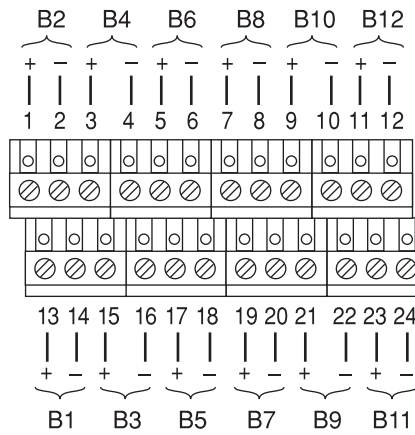 B2 B4 B6 B8 B10 B12
+ − + − + − + − + − + −
1 2 3 4 5 6 7 8 9 10 11 12
13 14 15 16 17 18 19 20 21 22 23 24
+ − + − + − + − + − + −
B1 B3 B5 B7 B9 B11